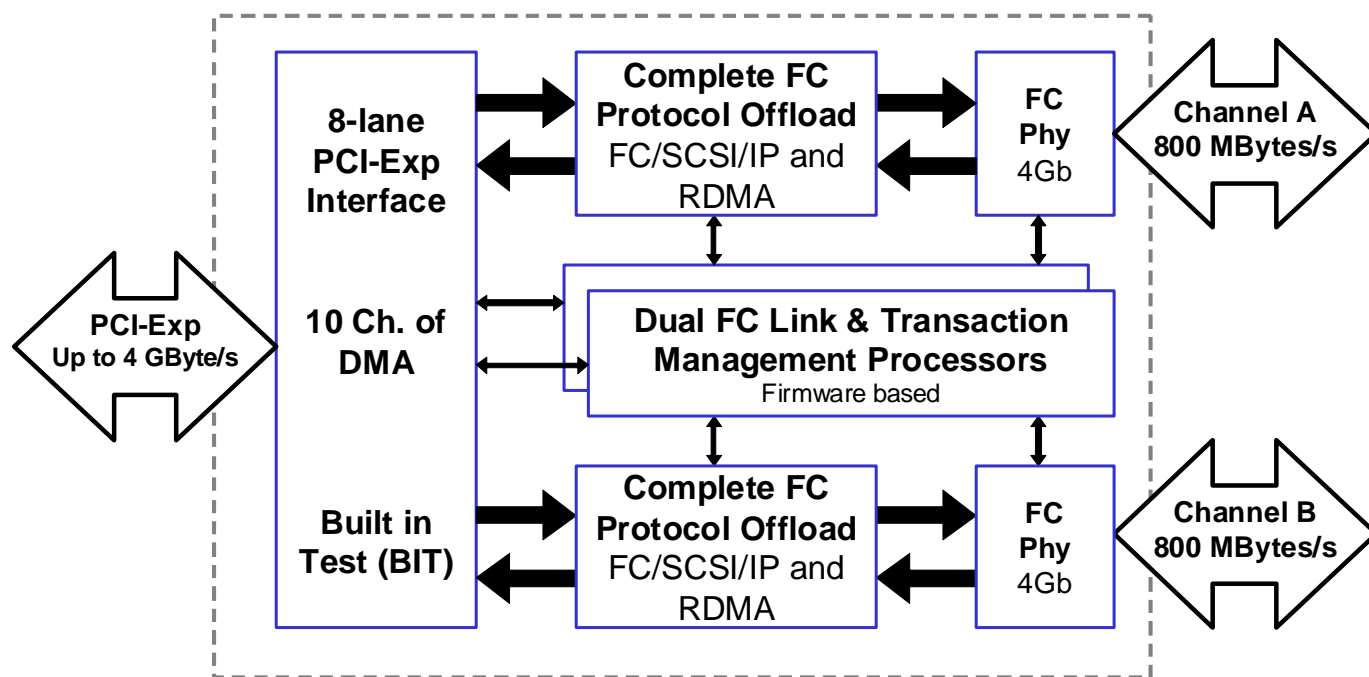 8-lane
PCI-Exp
Interface
10 Ch. of
DMA
Built in
Test (BIT)
Complete FC
Protocol Offload
FC/SCSI/IP and
RDMA
FC
Phy
4Gb
Channel A
800 MBytes/s
PCI-Exp
Up to 4 GByte/s
Dual FC Link & Transaction
Management Processors
Firmware based
Complete FC
Protocol Offload
FC/SCSI/IP and
RDMA
FC
Phy
4Gb
Channel B
800 MBytes/s